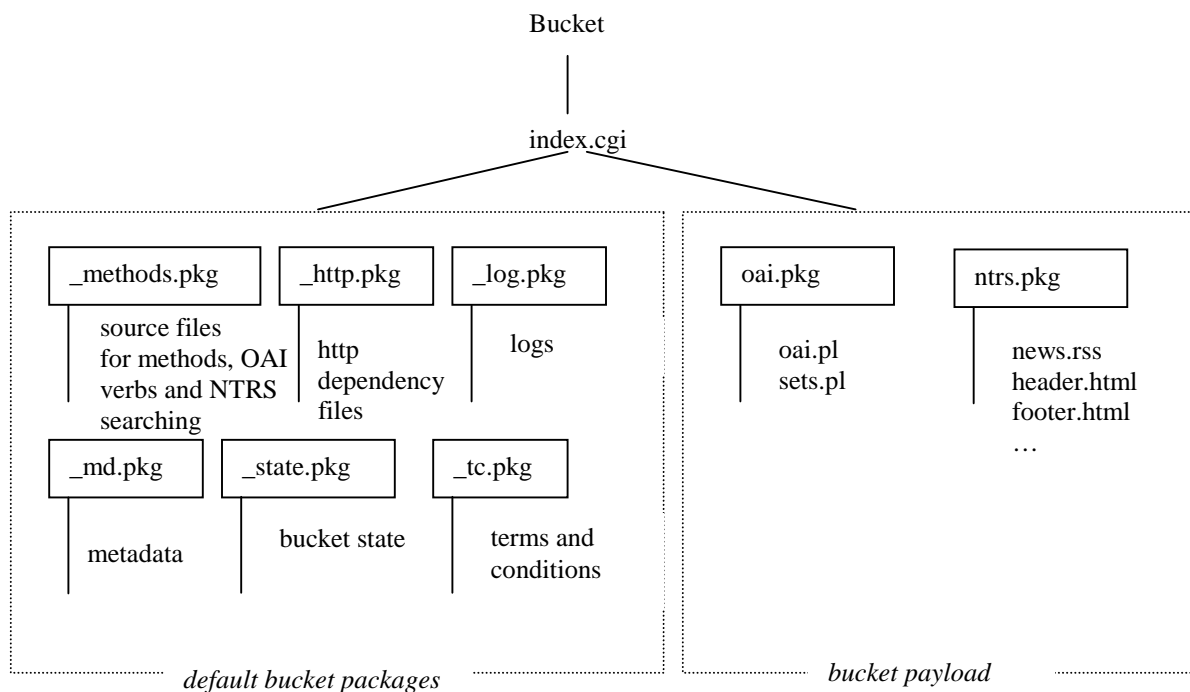 Bucket
index.cgi
_methods.pkg
source files
for methods, OAI
verbs and NTRS
searching
_http.pkg
http
dependency
files
_log.pkg
logs
_md.pkg
metadata
_state.pkg
bucket state
_tc.pkg
terms and
conditions
default bucket packages
oai.pkg
oai.pl
sets.pl
ntrs.pkg
news.rss
header.html
footer.html
…
bucket payload